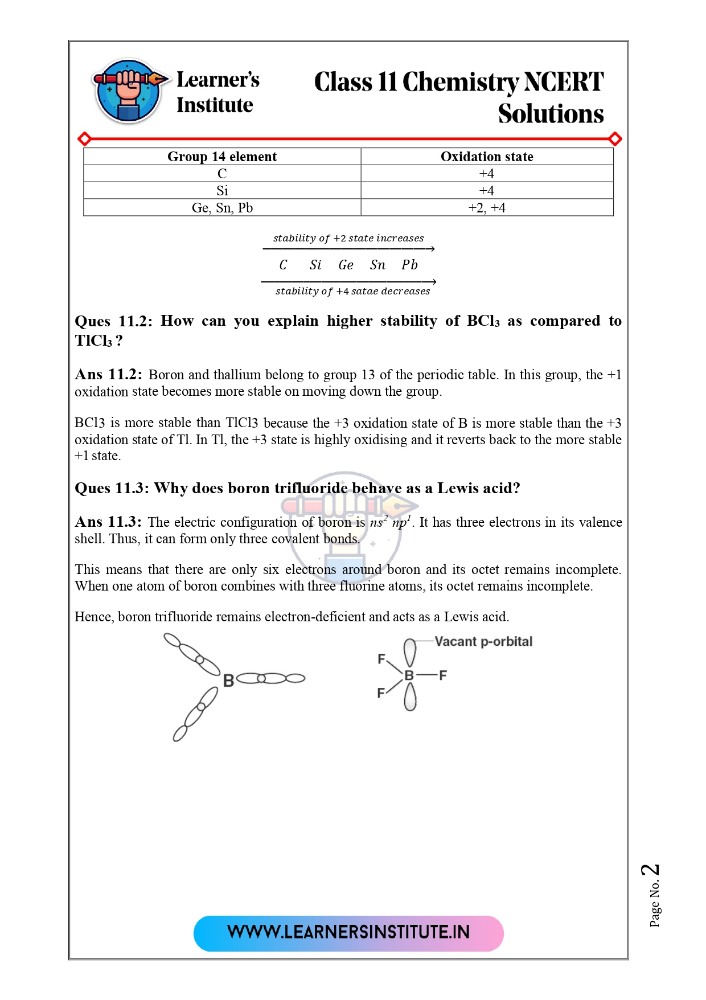 Learner's
Institute
Class 11 Chemistry NCERT
Solutions
Group 14 element Oxidation state
C +4
Si +4
Ge, Sn, Pb +2, +4
stability of +2 state increases
C Si Ge Sn Pb
stability of +4 satae decreases
Ques 11.2: How can you explain higher stability of BCl₃ as compared to
TlCl₃ ?
Ans 11.2: Boron and thallium belong to group 13 of the periodic table. In this group, the +1
oxidation state becomes more stable on moving down the group.
BCl3 is more stable than TlCl3 because the +3 oxidation state of B is more stable than the +3
oxidation state of Tl. In Tl, the +3 state is highly oxidising and it reverts back to the more stable
+1 state.
Ques 11.3: Why does boron trifluoride behave as a Lewis acid?
Ans 11.3: The electric configuration of boron is ns² np¹. It has three electrons in its valence
shell. Thus, it can form only three covalent bonds.
This means that there are only six electrons around boron and its octet remains incomplete.
When one atom of boron combines with three fluorine atoms, its octet remains incomplete.
Hence, boron trifluoride remains electron-deficient and acts as a Lewis acid.
B
Vacant p-orbital
F
B F
F
Page No. 2
WWW.LEARNERSINSTITUTE.IN